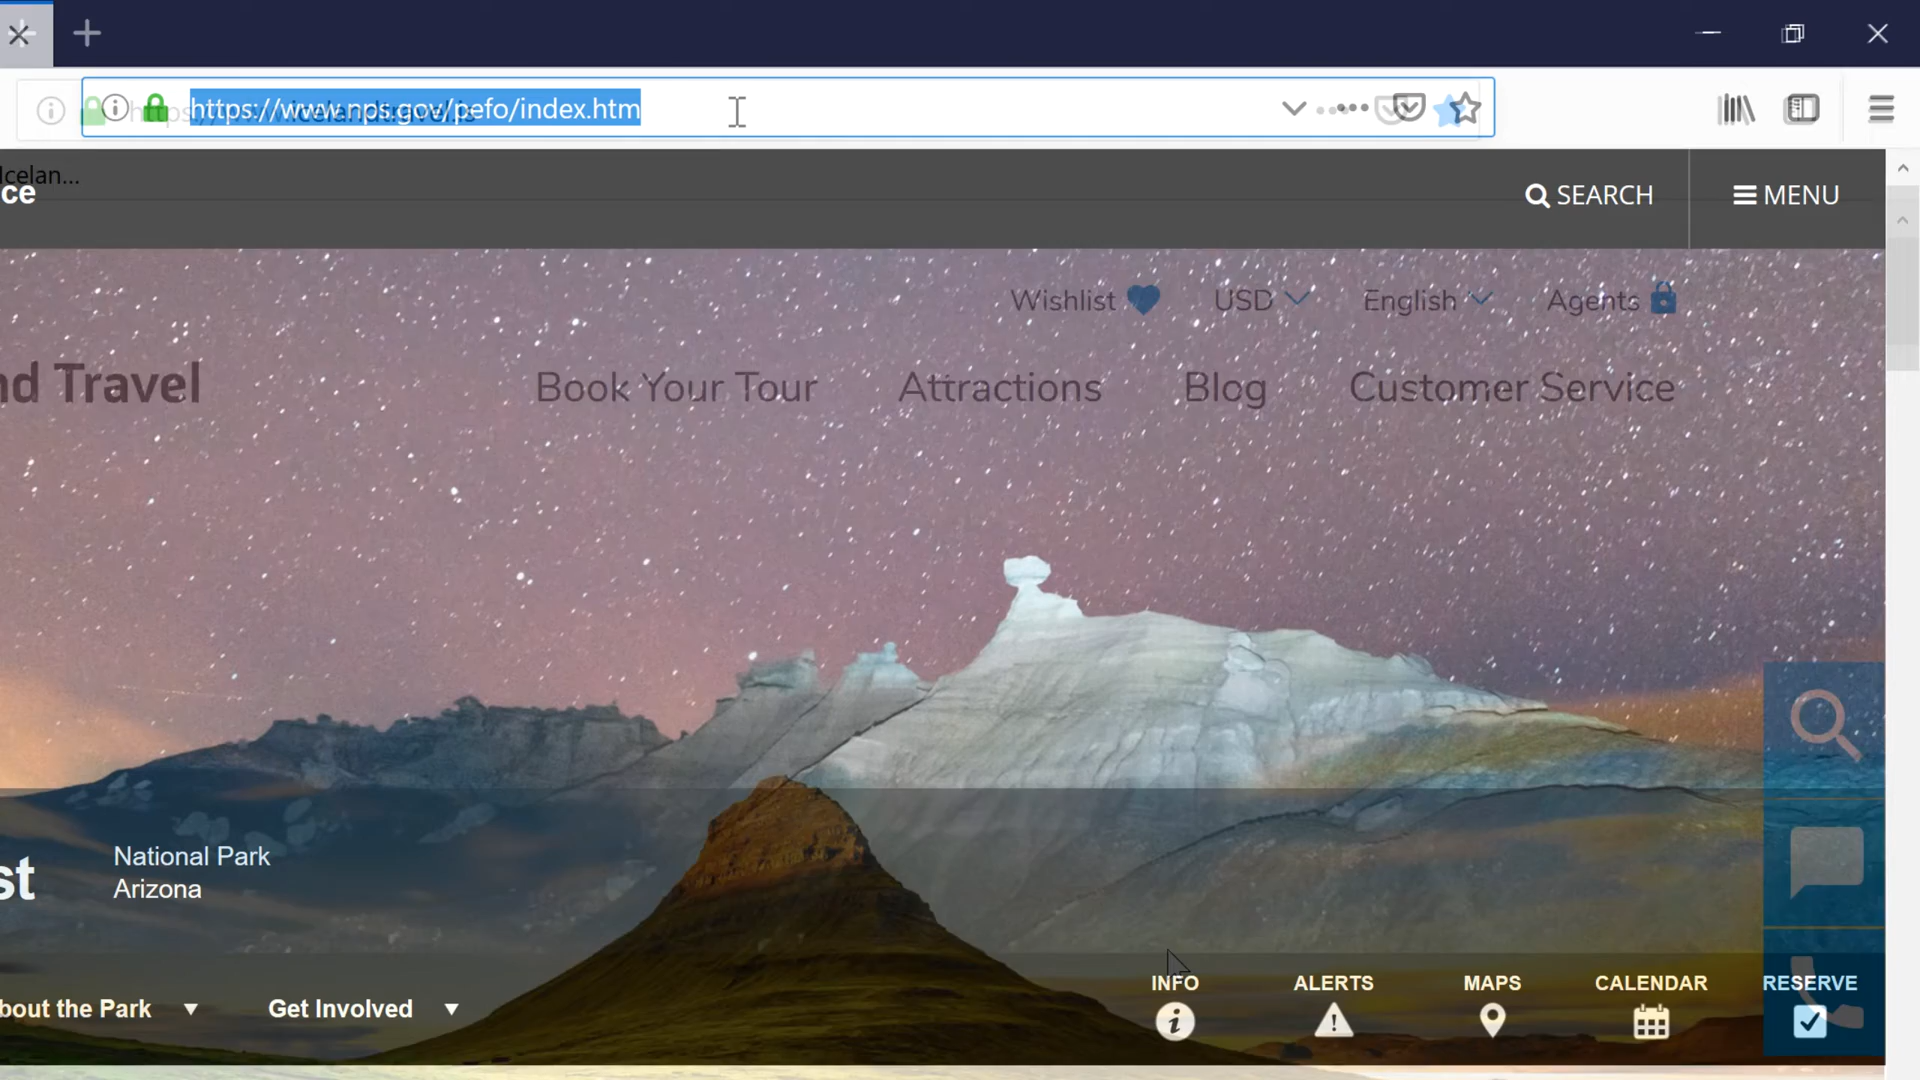 https://www.nps.gov/pefo/index.htm
Icelan...
ce
SEARCH
MENU
Wishlist
USD
English
Agents
nd Travel
Book Your Tour
Attractions
Blog
Customer Service
st
National Park
Arizona
bout the Park
Get Involved
INFO
ALERTS
MAPS
CALENDAR
RESERVE